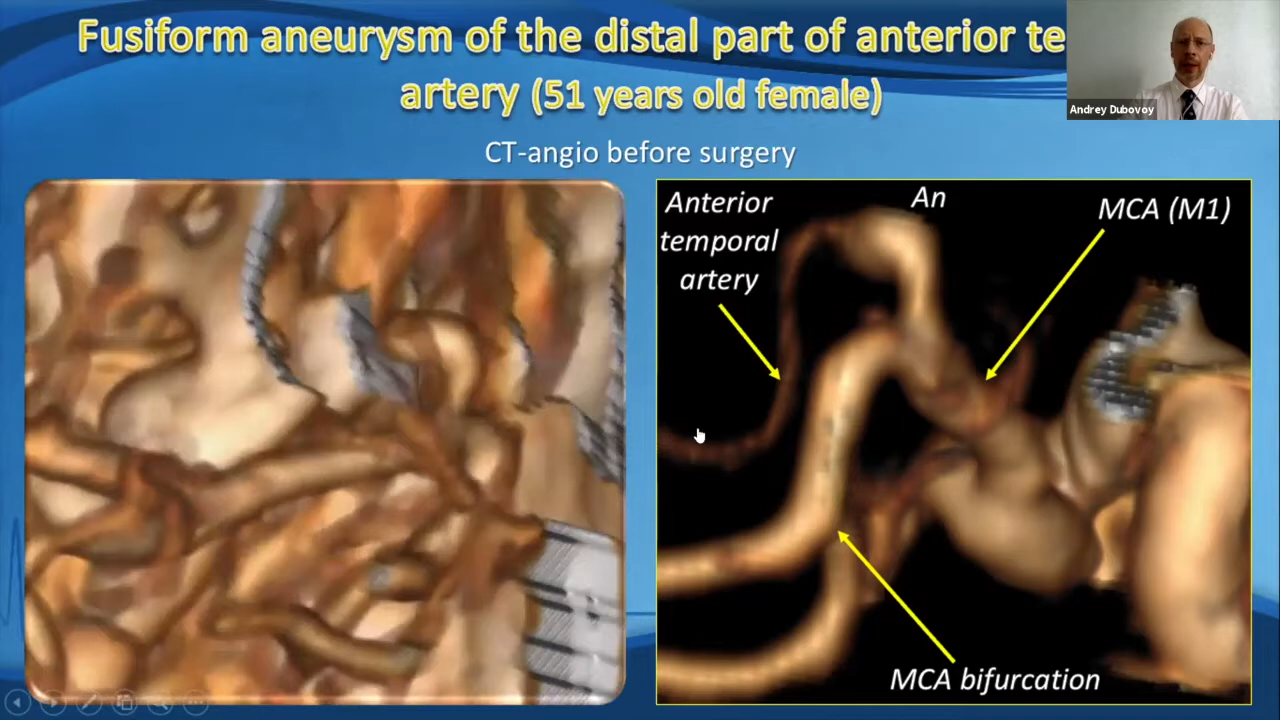 Fusiform aneurysm of the distal part of anterior te
artery (51 years old female)
Andrey Dubovoy
CT-angio before surgery
Anterior
temporal
artery
An
MCA (M1)
MCA bifurcation